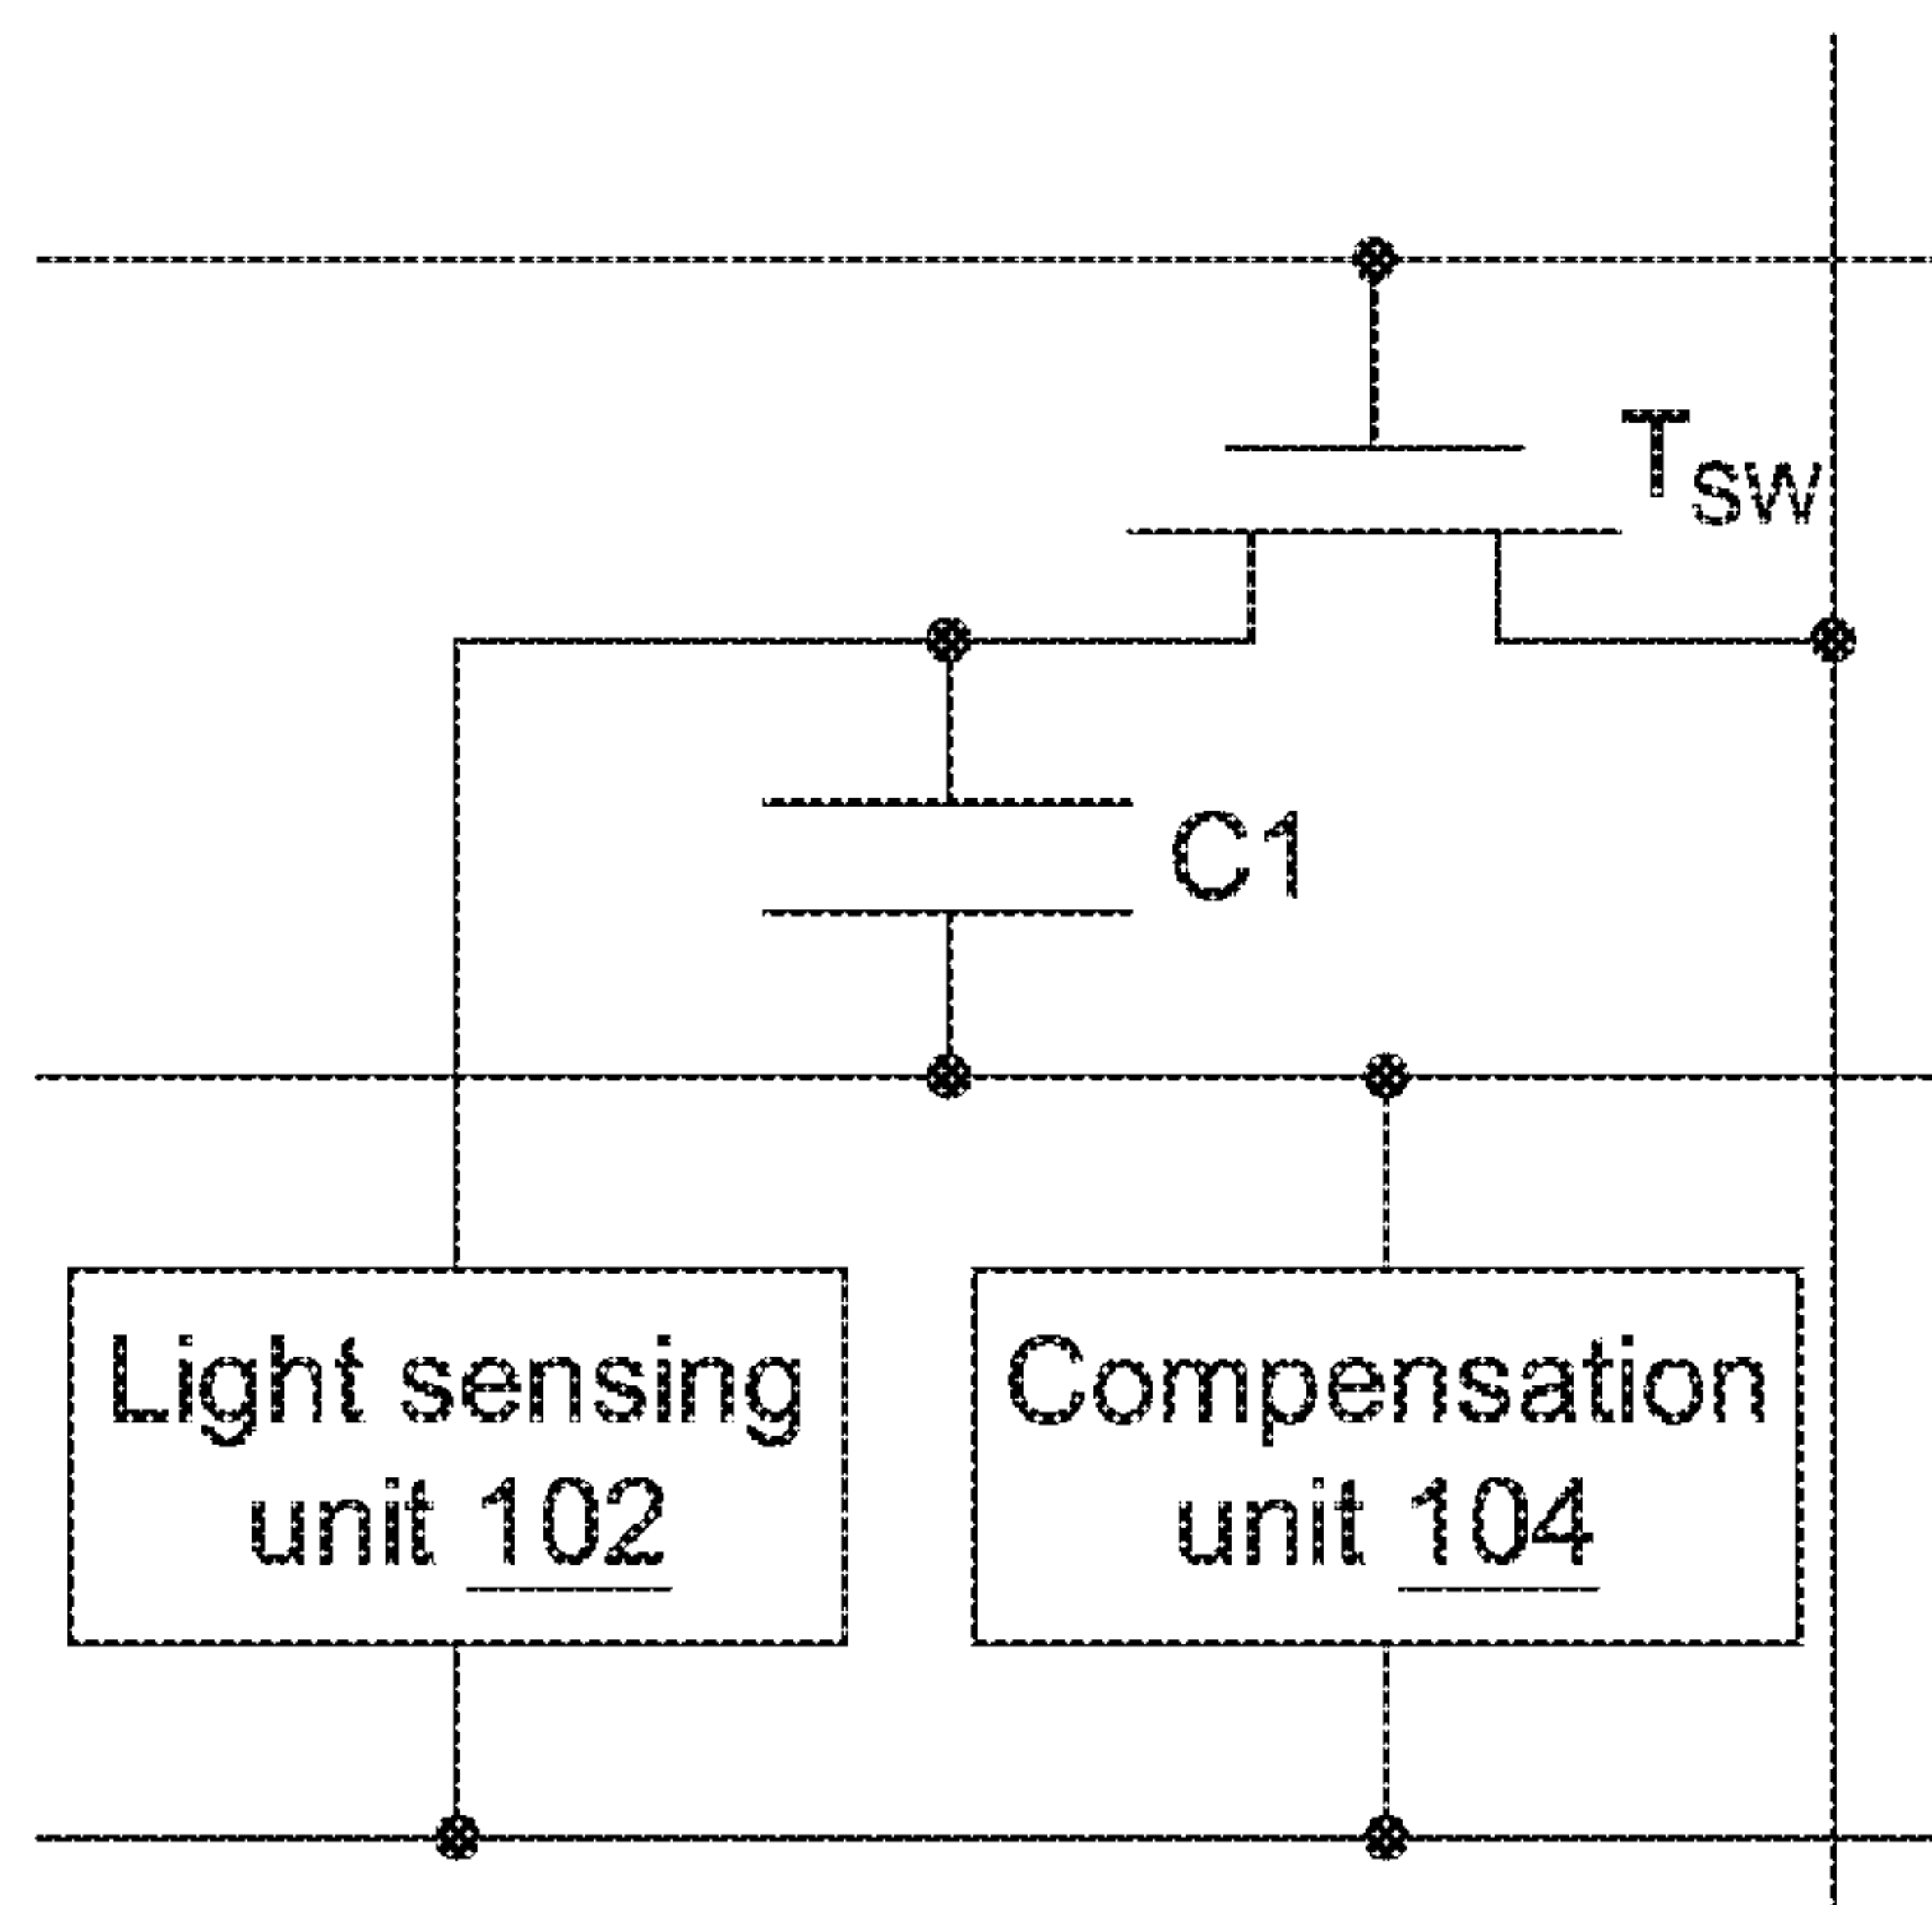 T_SW
C1
Light sensing
unit 102
Compensation
unit 104